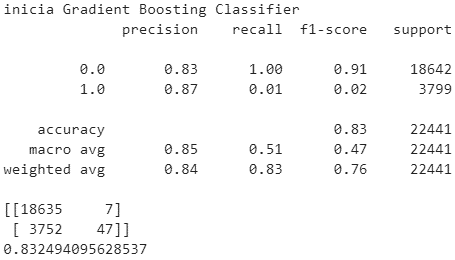 inicia Gradient Boosting Classifier
precision recall f1-score support
0.0 0.83 1.00 0.91 18642
1.0 0.87 0.01 0.02 3799
accuracy 0.83 22441
macro avg 0.85 0.51 0.47 22441
weighted avg 0.84 0.83 0.76 22441
[[18635 7]
[ 3752 47]]
0.832494095628537